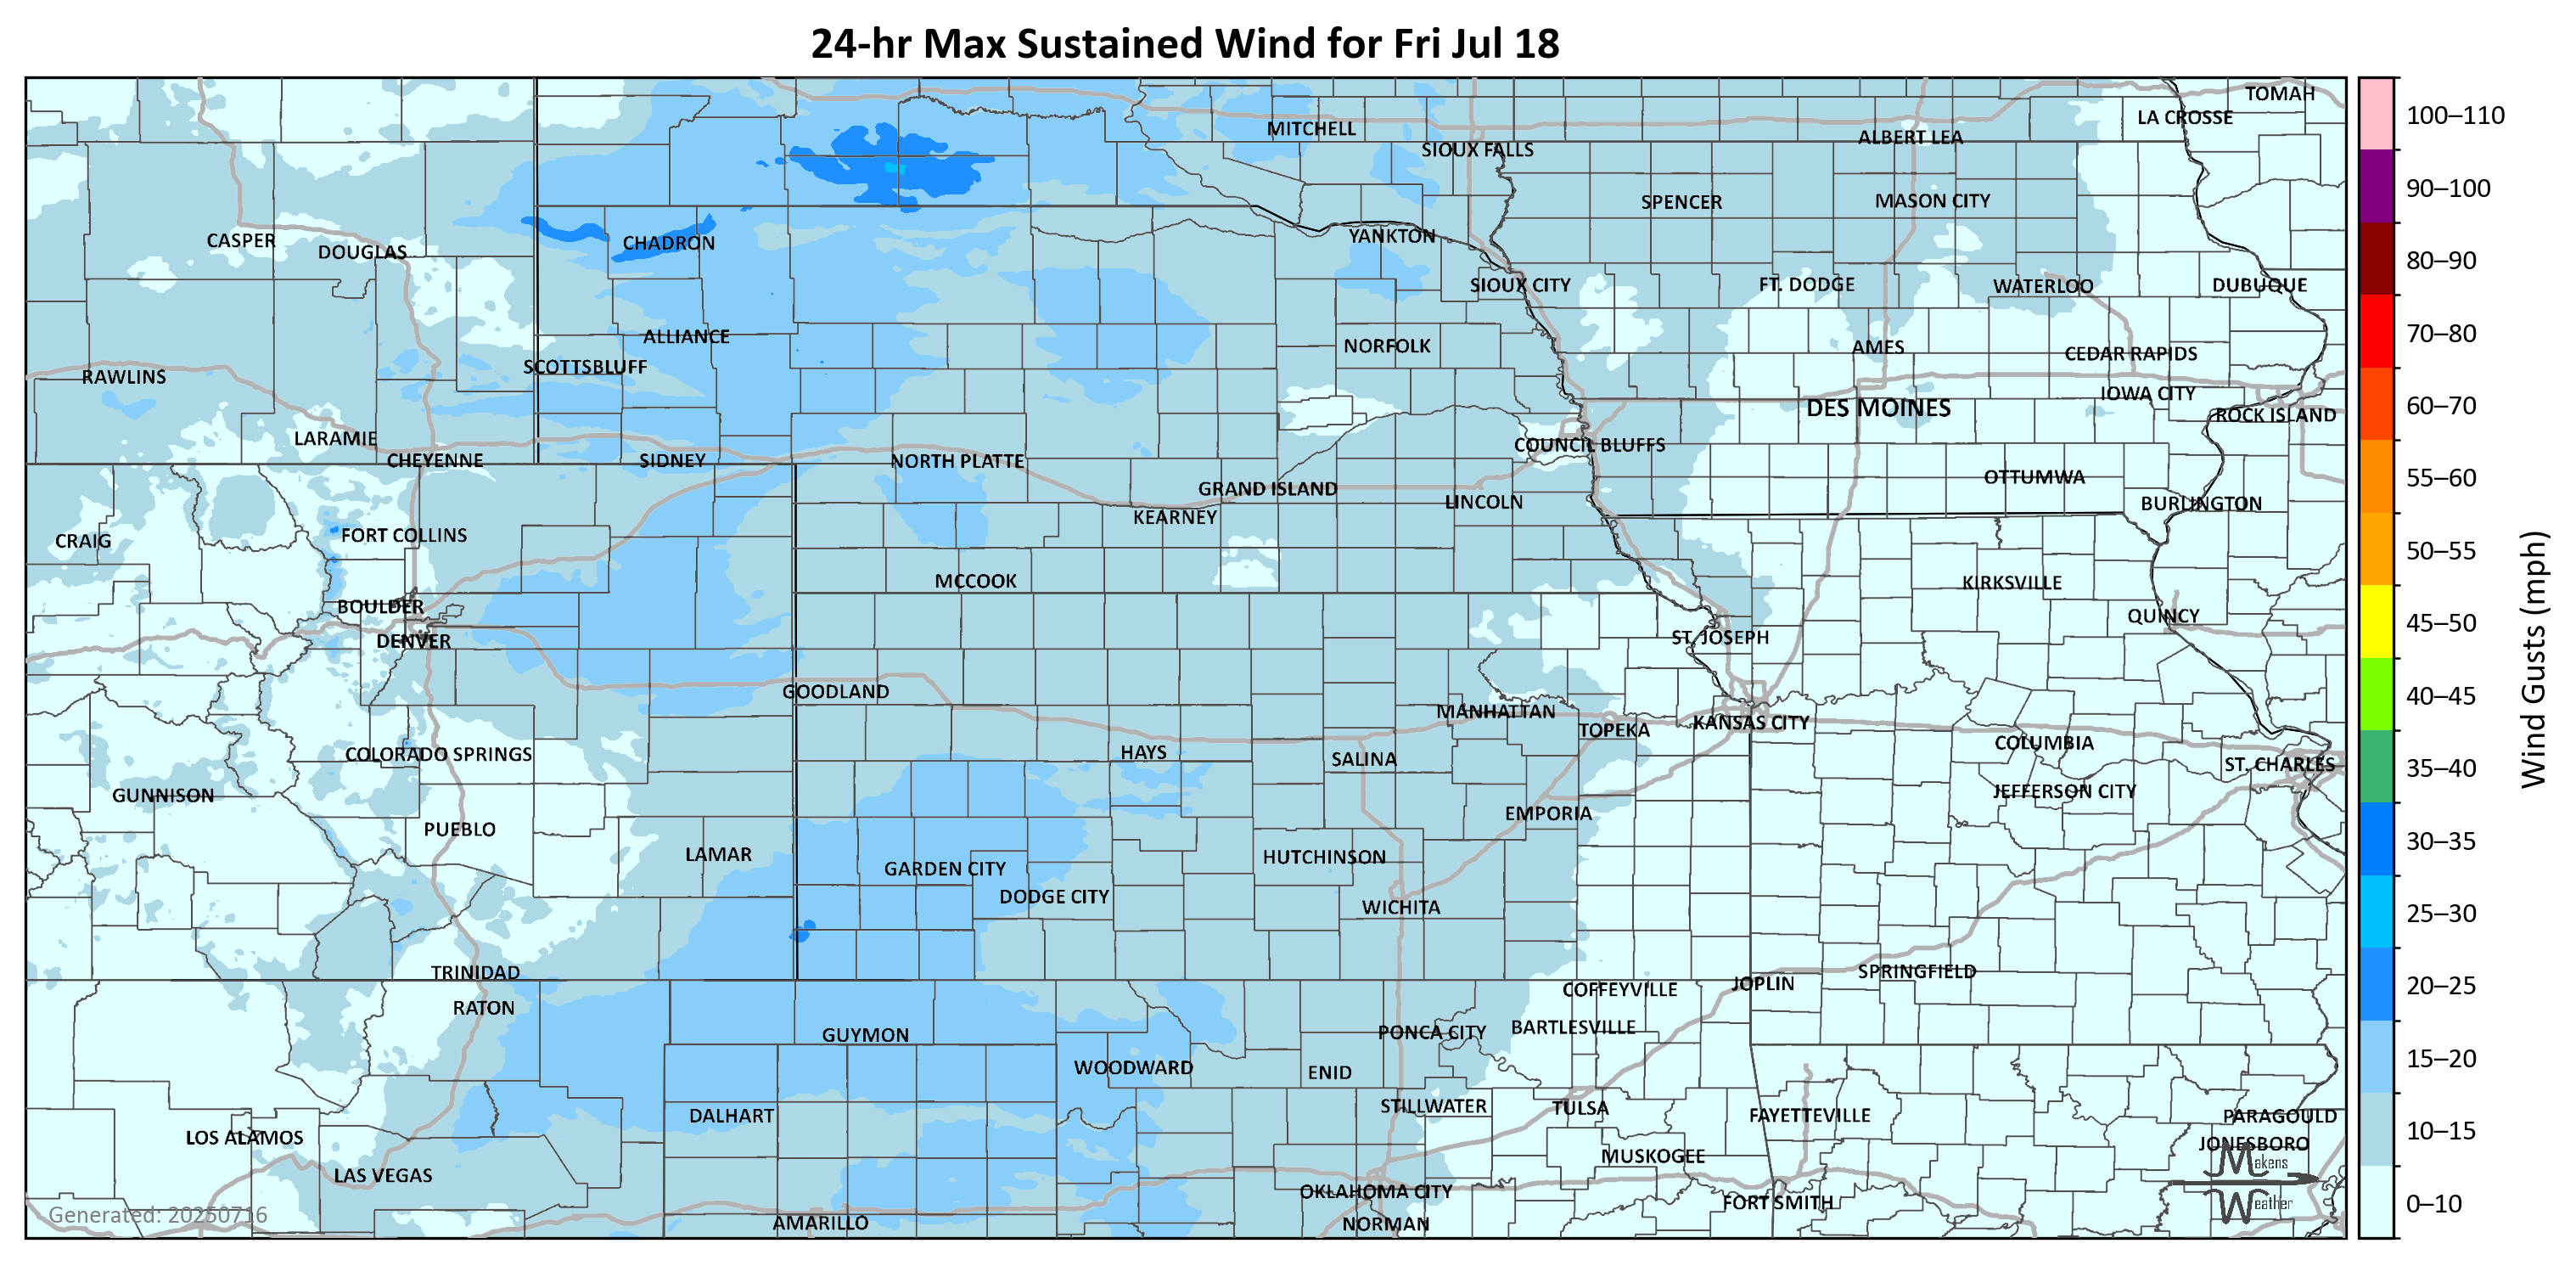 24-hr Max Sustained Wind for Fri Jul 18
TOMAH
LA CROSSE
MITCHELL
ALBERT LEA
SIOUX FALLS
SPENCER
MASON CITY
CASPER
DOUGLAS
CHADRON
YANKTON
SIOUX CITY
FT. DODGE
WATERLOO
DUBUQUE
ALLIANCE
NORFOLK
AMES
CEDAR RAPIDS
SCOTTSBLUFF
RAWLINS
IOWA CITY
DES MOINES
ROCK ISLAND
LARAMIE
COUNCIL BLUFFS
CHEYENNE
SIDNEY
NORTH PLATTE
OTTUMWA
GRAND ISLAND
LINCOLN
BURLINGTON
KEARNEY
CRAIG
FORT COLLINS
MCCOOK
KIRKSVILLE
BOULDER
QUINCY
DENVER
ST. JOSEPH
GOODLAND
MANHATTAN
TOPEKA
KANSAS CITY
COLORADO SPRINGS
HAYS
SALINA
COLUMBIA
ST. CHARLES
GUNNISON
JEFFERSON CITY
PUEBLO
EMPORIA
LAMAR
GARDEN CITY
HUTCHINSON
DODGE CITY
WICHITA
TRINIDAD
SPRINGFIELD
JOPLIN
RATON
COFFEYVILLE
GUYMON
PONCA CITY
BARTLESVILLE
WOODWARD
ENID
DALHART
STILLWATER
TULSA
FAYETTEVILLE
PARAGOULD
LOS ALAMOS
JONESBORO
LAS VEGAS
MUSKOGEE
OKLAHOMA CITY
FORT SMITH
AMARILLO
NORMAN
Generated: 20250716
Makens
Weather
100–110
90–100
80–90
70–80
60–70
55–60
50–55
45–50
40–45
35–40
30–35
25–30
20–25
15–20
10–15
0–10
Wind Gusts (mph)